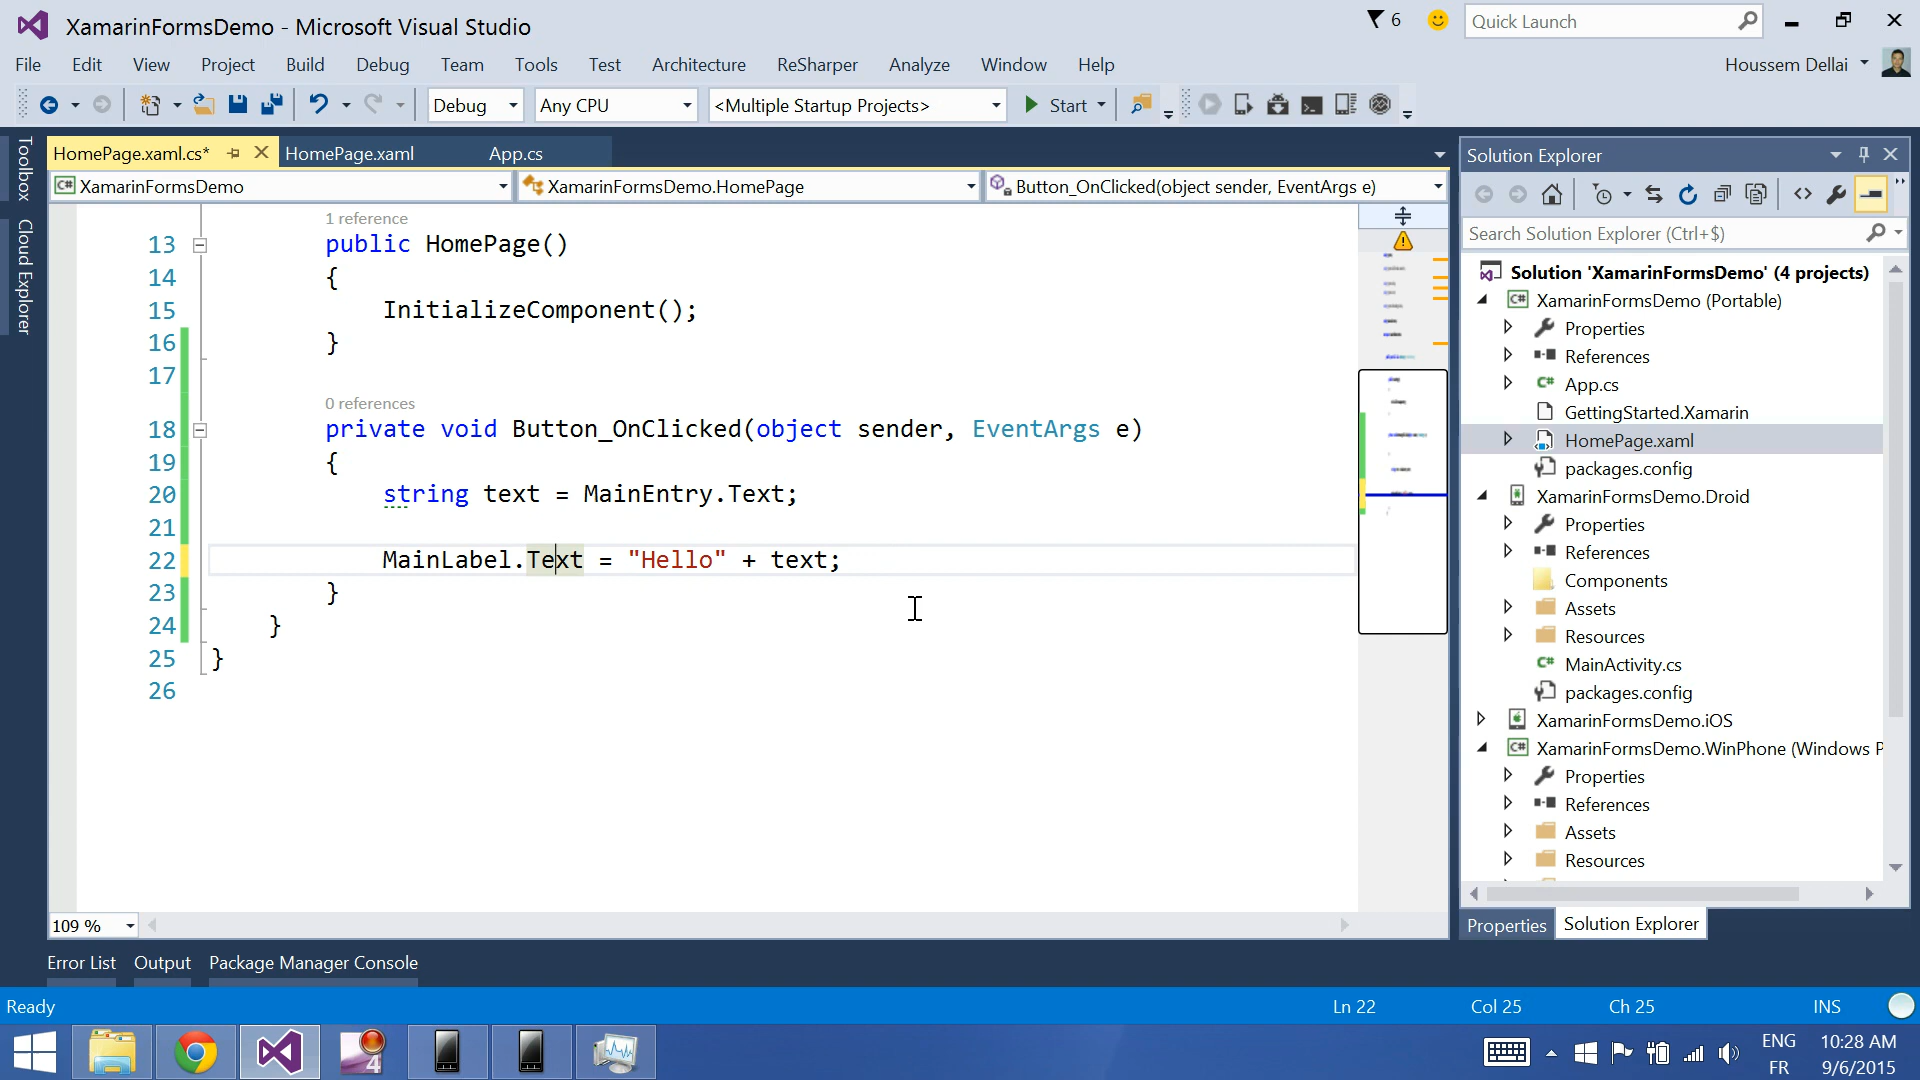 XamarinFormsDemo - Microsoft Visual Studio
6
Quick Launch
File Edit View Project Build Debug Team Tools Test Architecture ReSharper Analyze Window Help
Houssem Dellai
Debug
Any CPU
<Multiple Startup Projects>
Start
Toolbox
Cloud Explorer
HomePage.xaml.cs*
HomePage.xaml
App.cs
XamarinFormsDemo
XamarinFormsDemo.HomePage
Button_OnClicked(object sender, EventArgs e)
1 reference
13 public HomePage()
14 {
15 InitializeComponent();
16 }
17
0 references
18 private void Button_OnClicked(object sender, EventArgs e)
19 {
20 string text = MainEntry.Text;
21
22 MainLabel.Text = "Hello" + text;
23 }
24 }
25 }
26
109 %
Solution Explorer
Search Solution Explorer (Ctrl+$)
Solution 'XamarinFormsDemo' (4 projects)
XamarinFormsDemo (Portable)
Properties
References
App.cs
GettingStarted.Xamarin
HomePage.xaml
packages.config
XamarinFormsDemo.Droid
Properties
References
Components
Assets
Resources
MainActivity.cs
packages.config
XamarinFormsDemo.iOS
XamarinFormsDemo.WinPhone (Windows P
Properties
References
Assets
Resources
Properties
Solution Explorer
Error List Output Package Manager Console
Ready
Ln 22
Col 25
Ch 25
INS
4
ENG
FR
10:28 AM
9/6/2015